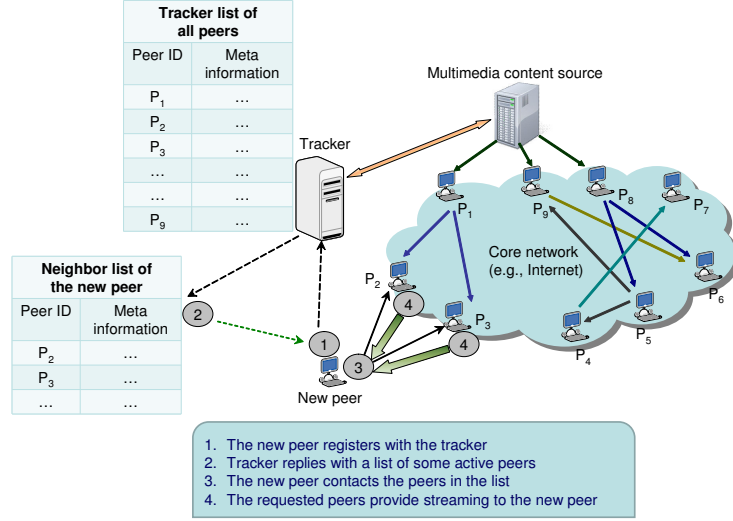 Tracker list of
all peers
Peer ID Meta
information
P1 …
P2 …
P3 …
… …
… …
P9 …
Multimedia content source
Tracker
P1
P9
P8
P7
Core network
(e.g., Internet)
P2
P3
P4
P5
P6
Neighbor list of
the new peer
Peer ID Meta
information
P2 …
P3 …
… …
2
1
3
4
4
New peer
1. The new peer registers with the tracker
2. Tracker replies with a list of some active peers
3. The new peer contacts the peers in the list
4. The requested peers provide streaming to the new peer